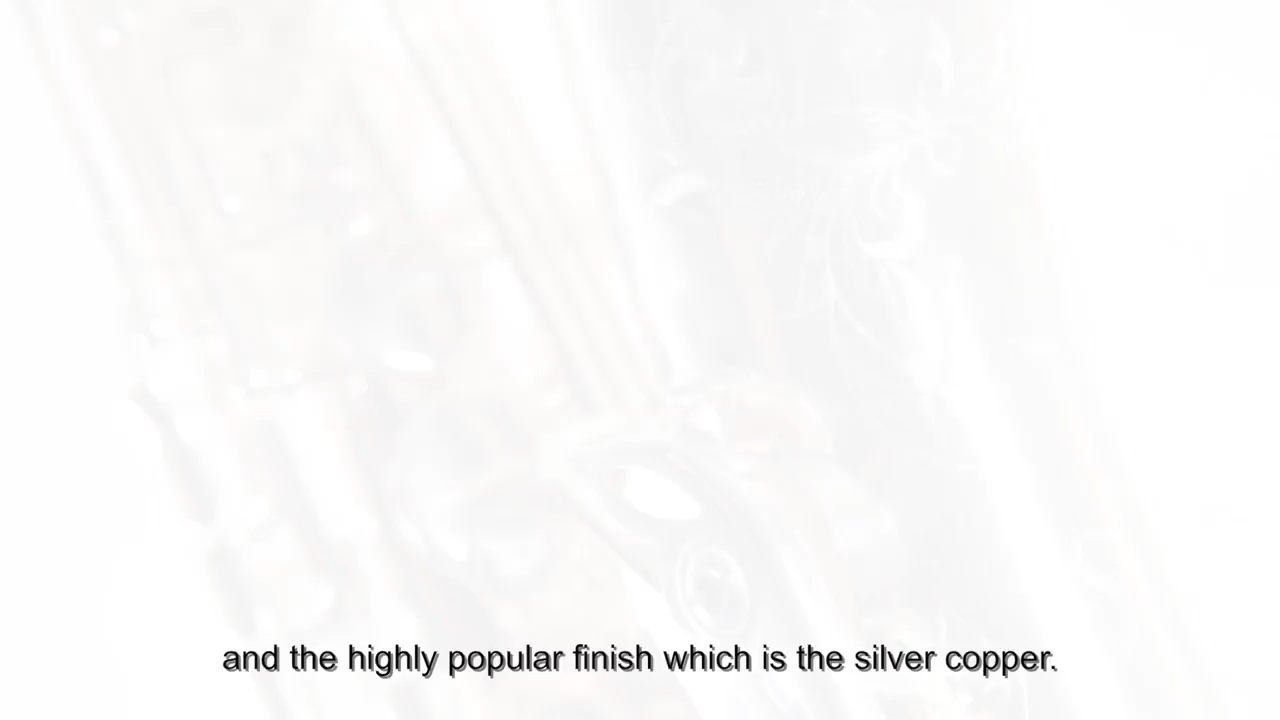 and the highly popular finish which is the silver copper.